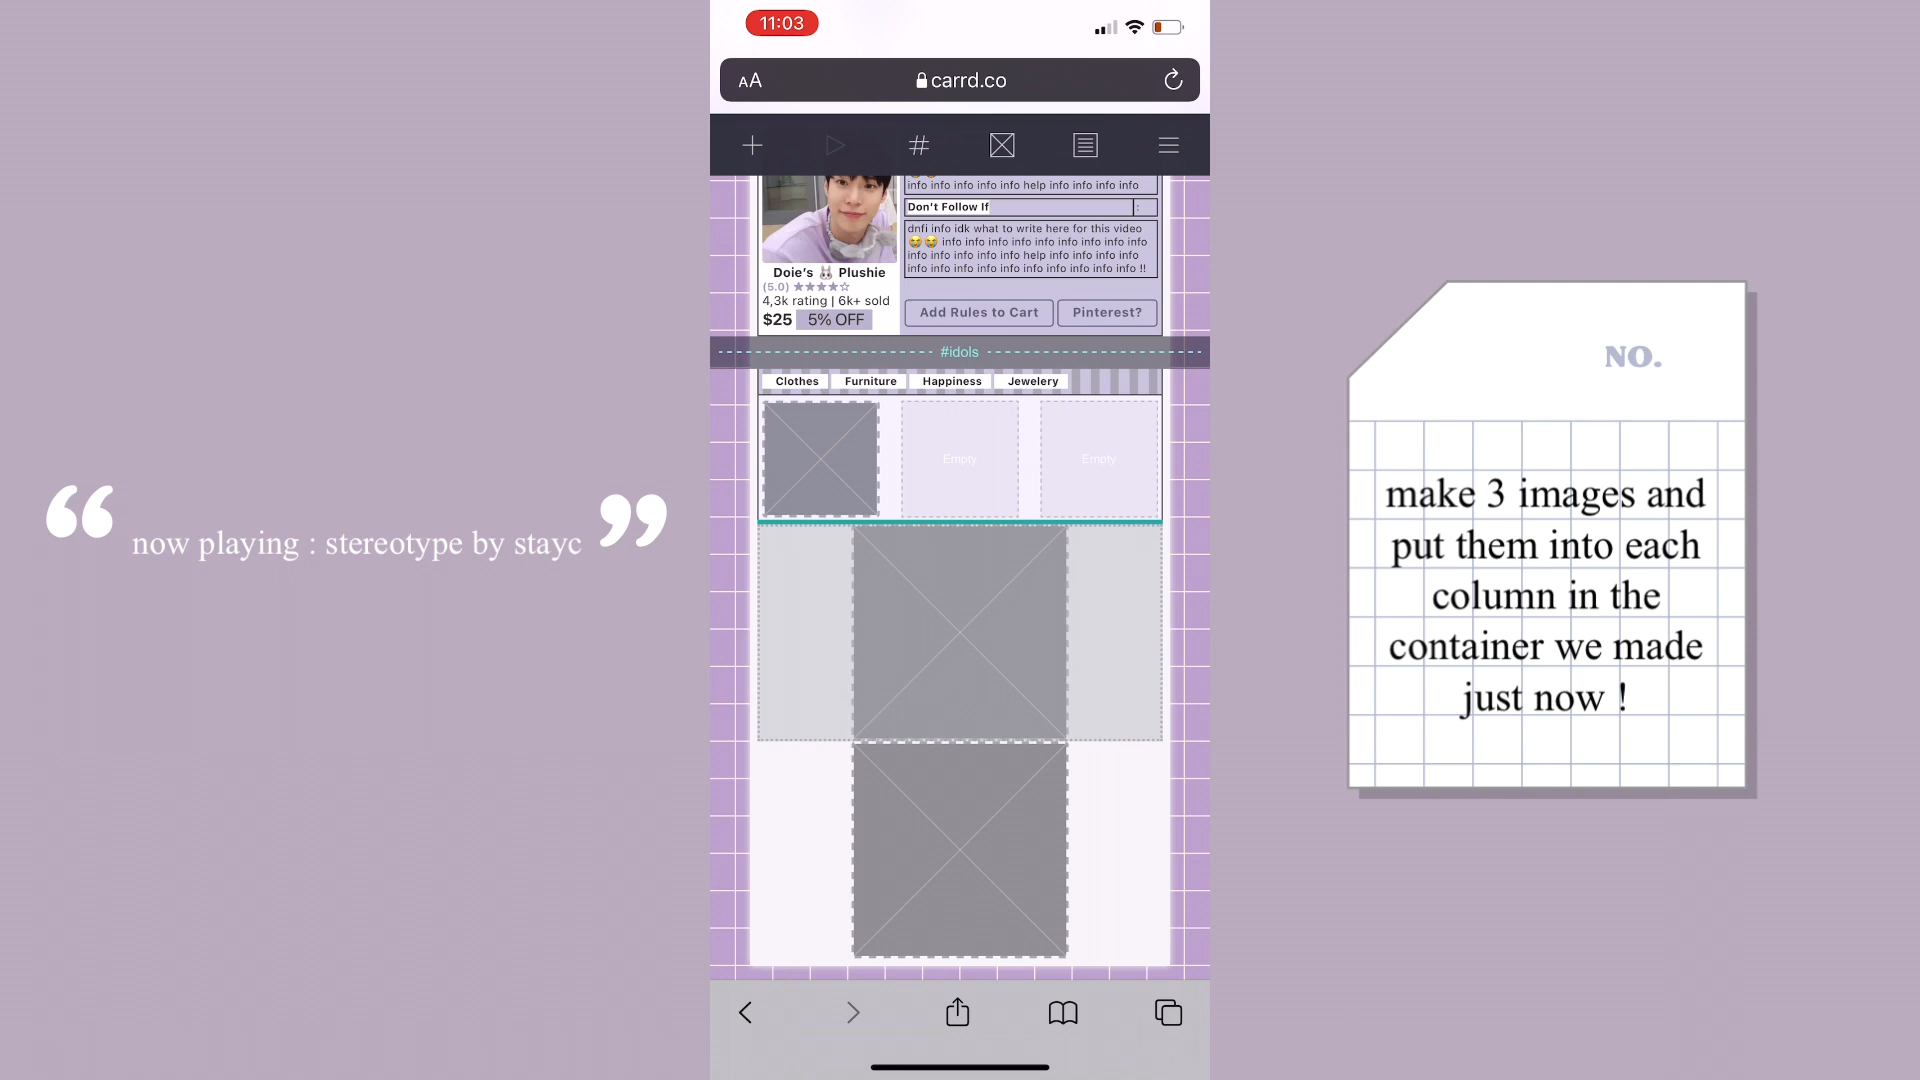 11:03
AA
carrd.co
#
info info info info info help info info info info
Don't Follow If
:
dnfi info idk what to write here for this video
😭😭 info info info info info info info info info
info info info info info help info info info info
info info info info info info info info info info !!
Doie's 🐰 Plushie
(5.0) ★★★★☆
4,3k rating | 6k+ sold
$25 5% OFF
Add Rules to Cart
Pinterest?
#idols
Clothes Furniture Happiness Jewelery
Empty
Empty
“ now playing : stereotype by stayc ”
NO.
make 3 images and
put them into each
column in the
container we made
just now !